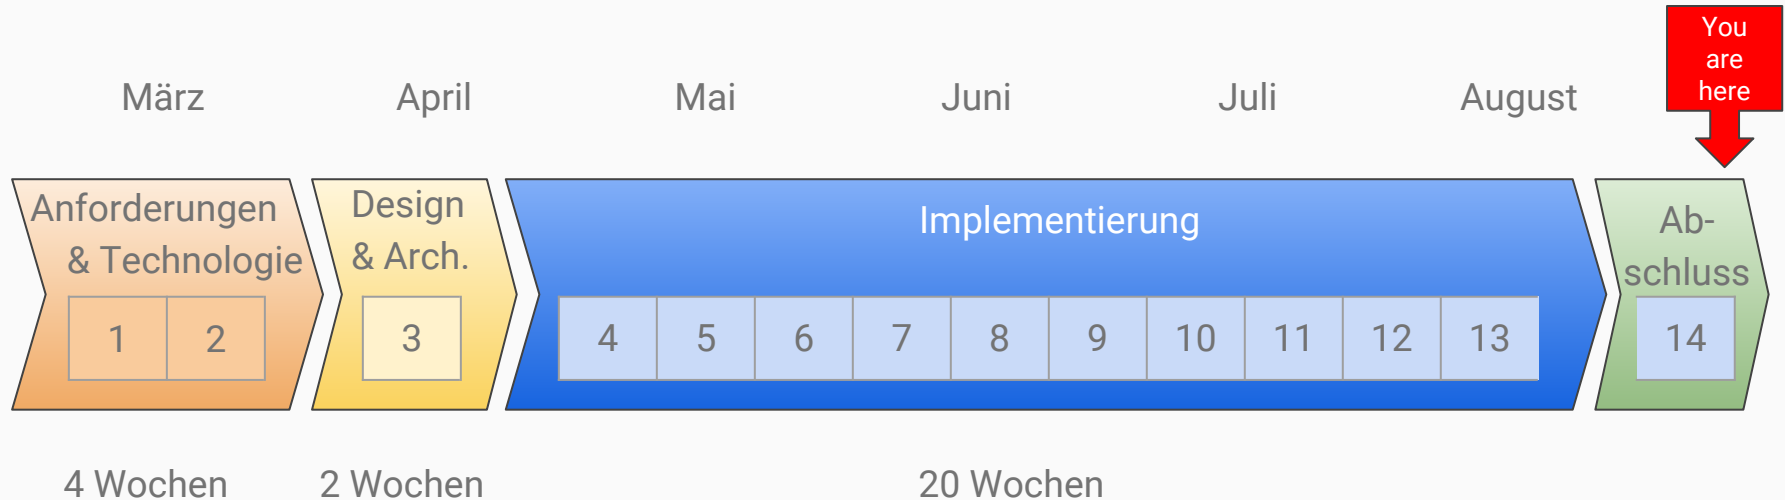 You
are
here
März April Mai Juni Juli August
Anforderungen
& Technologie
Design
& Arch.
Implementierung
Ab-
schluss
1 2 3 4 5 6 7 8 9 10 11 12 13 14
4 Wochen 2 Wochen 20 Wochen